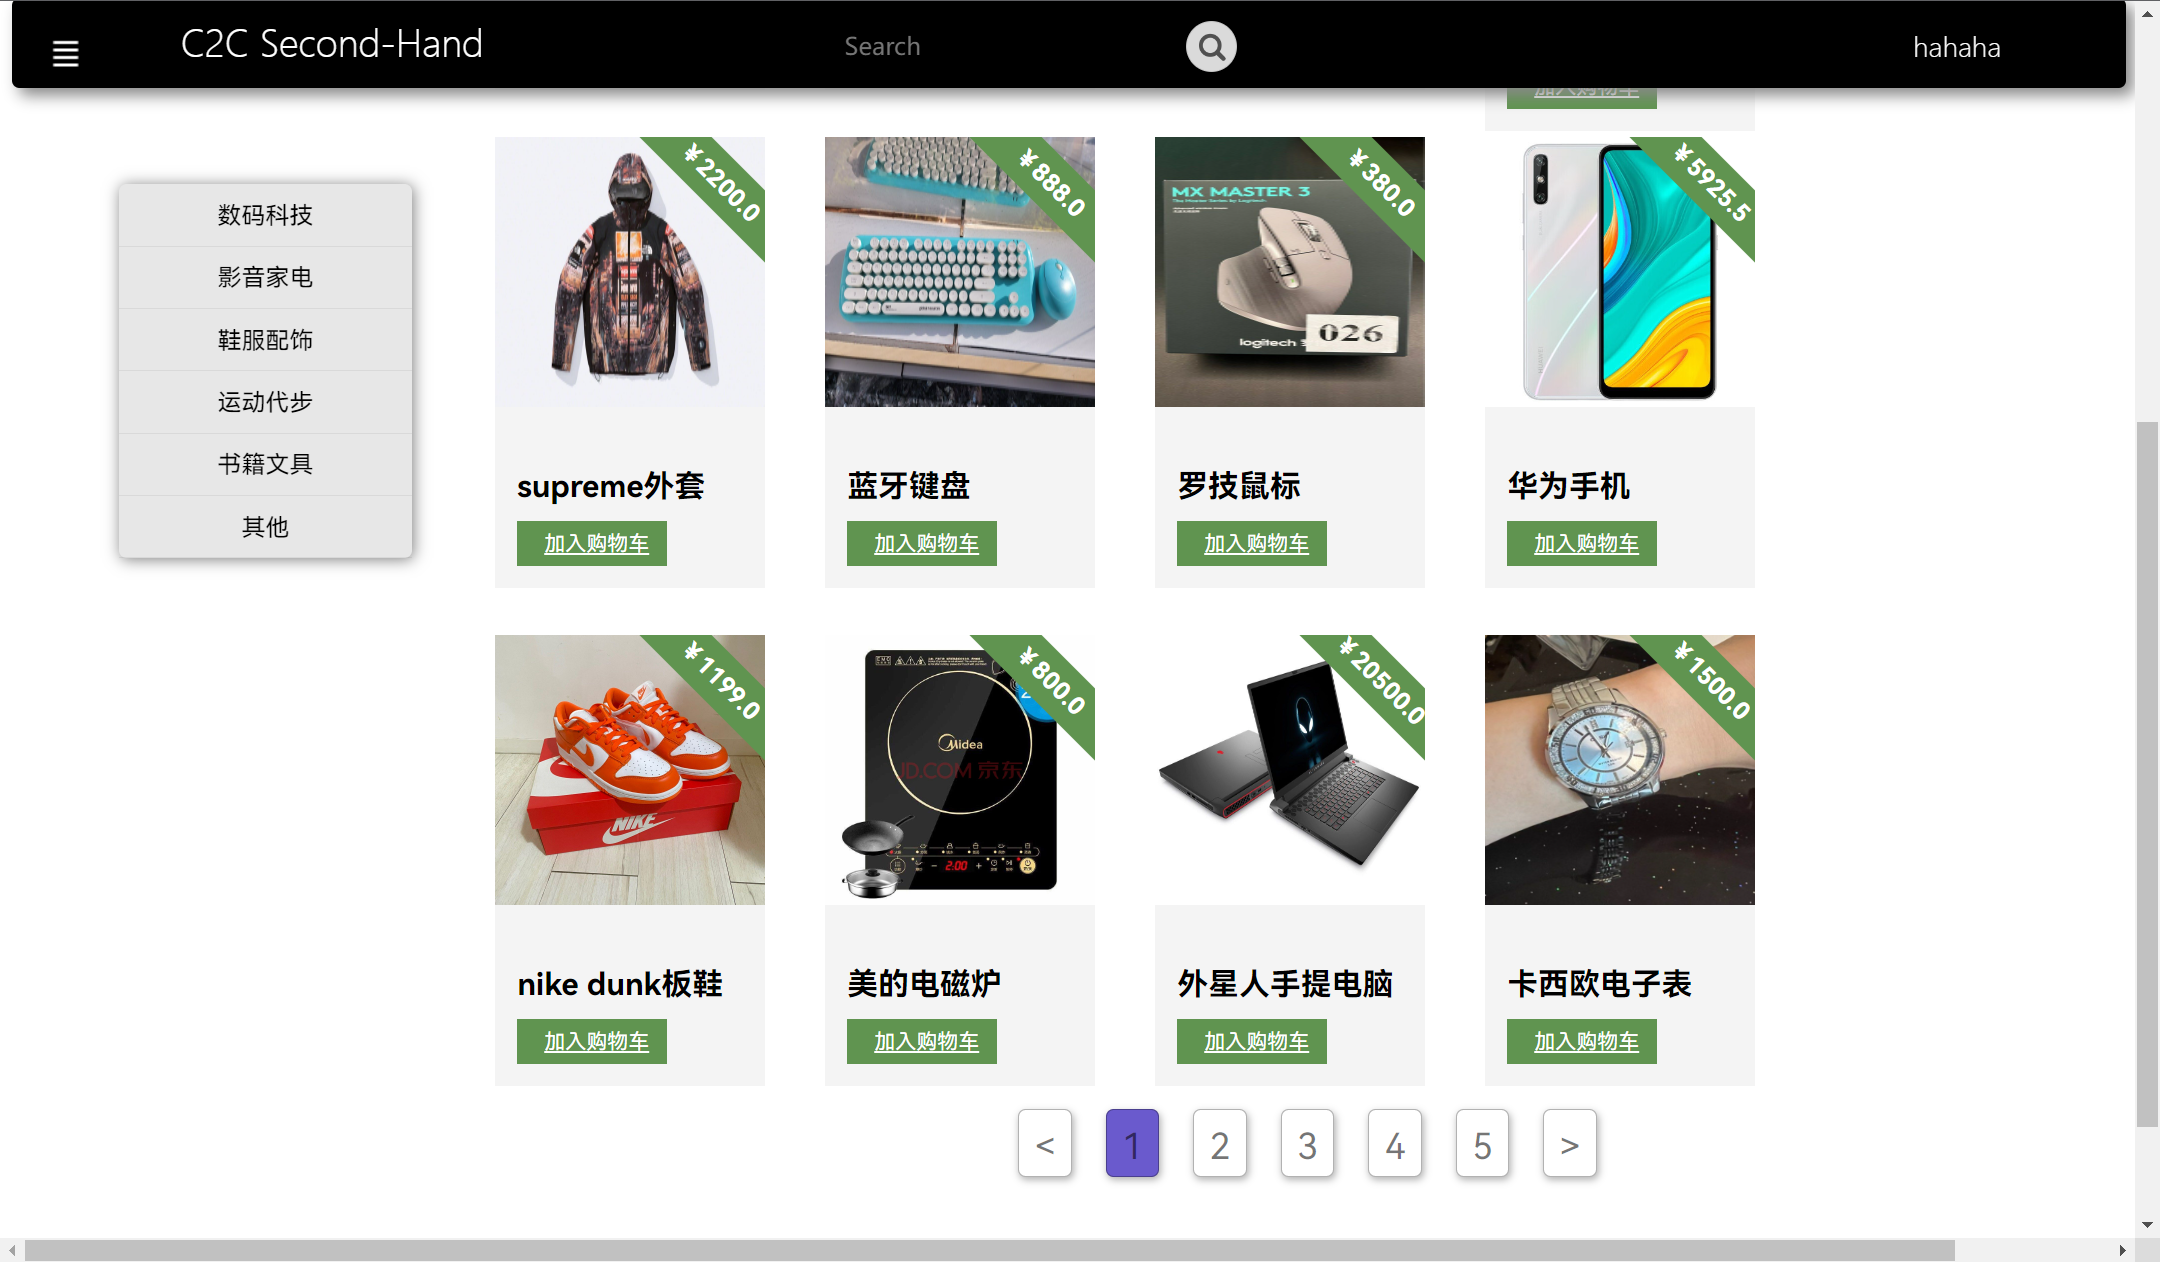 C2C Second-Hand
Search
hahaha
加入购物车
数码科技
影音家电
鞋服配饰
运动代步
书籍文具
其他
¥2200.0
¥888.0
¥380.0
¥5925.5
MX MASTER 3
logitech
026
supreme外套
蓝牙键盘
罗技鼠标
华为手机
加入购物车
加入购物车
加入购物车
加入购物车
¥1199.0
¥800.0
¥20500.0
¥1500.0
NIKE
Midea
JD.COM 京东
2:00
nike dunk板鞋
美的电磁炉
外星人手提电脑
卡西欧电子表
加入购物车
加入购物车
加入购物车
加入购物车
< 1 2 3 4 5 >